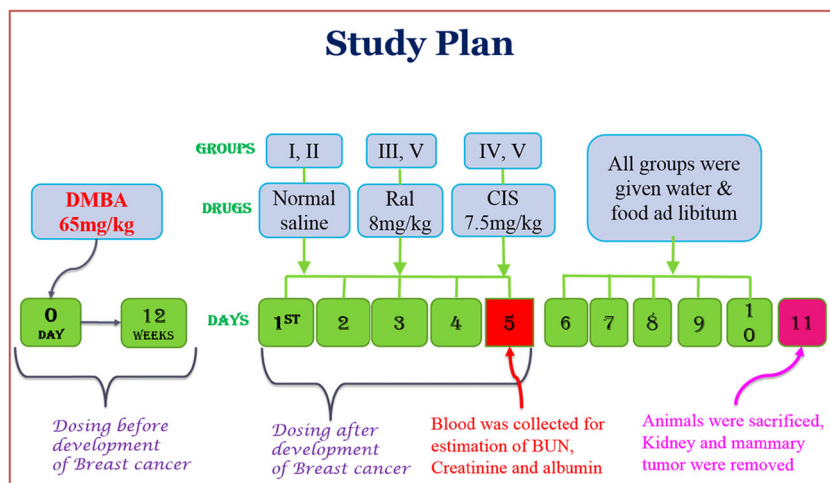 Study Plan
GROUPS
I, II
III, V
IV, V
All groups were
given water &
food ad libitum
DMBA
65mg/kg
DRUGS
Normal
saline
Ral
8mg/kg
CIS
7.5mg/kg
0
DAY
12
WEEKS
DAYS
1ST
2
3
4
5
6
7
8
9
1
0
11
Dosing before
development
of Breast cancer
Dosing after
development
of Breast cancer
Blood was collected for
estimation of BUN,
Creatinine and albumin
Animals were sacrificed,
Kidney and mammary
tumor were removed